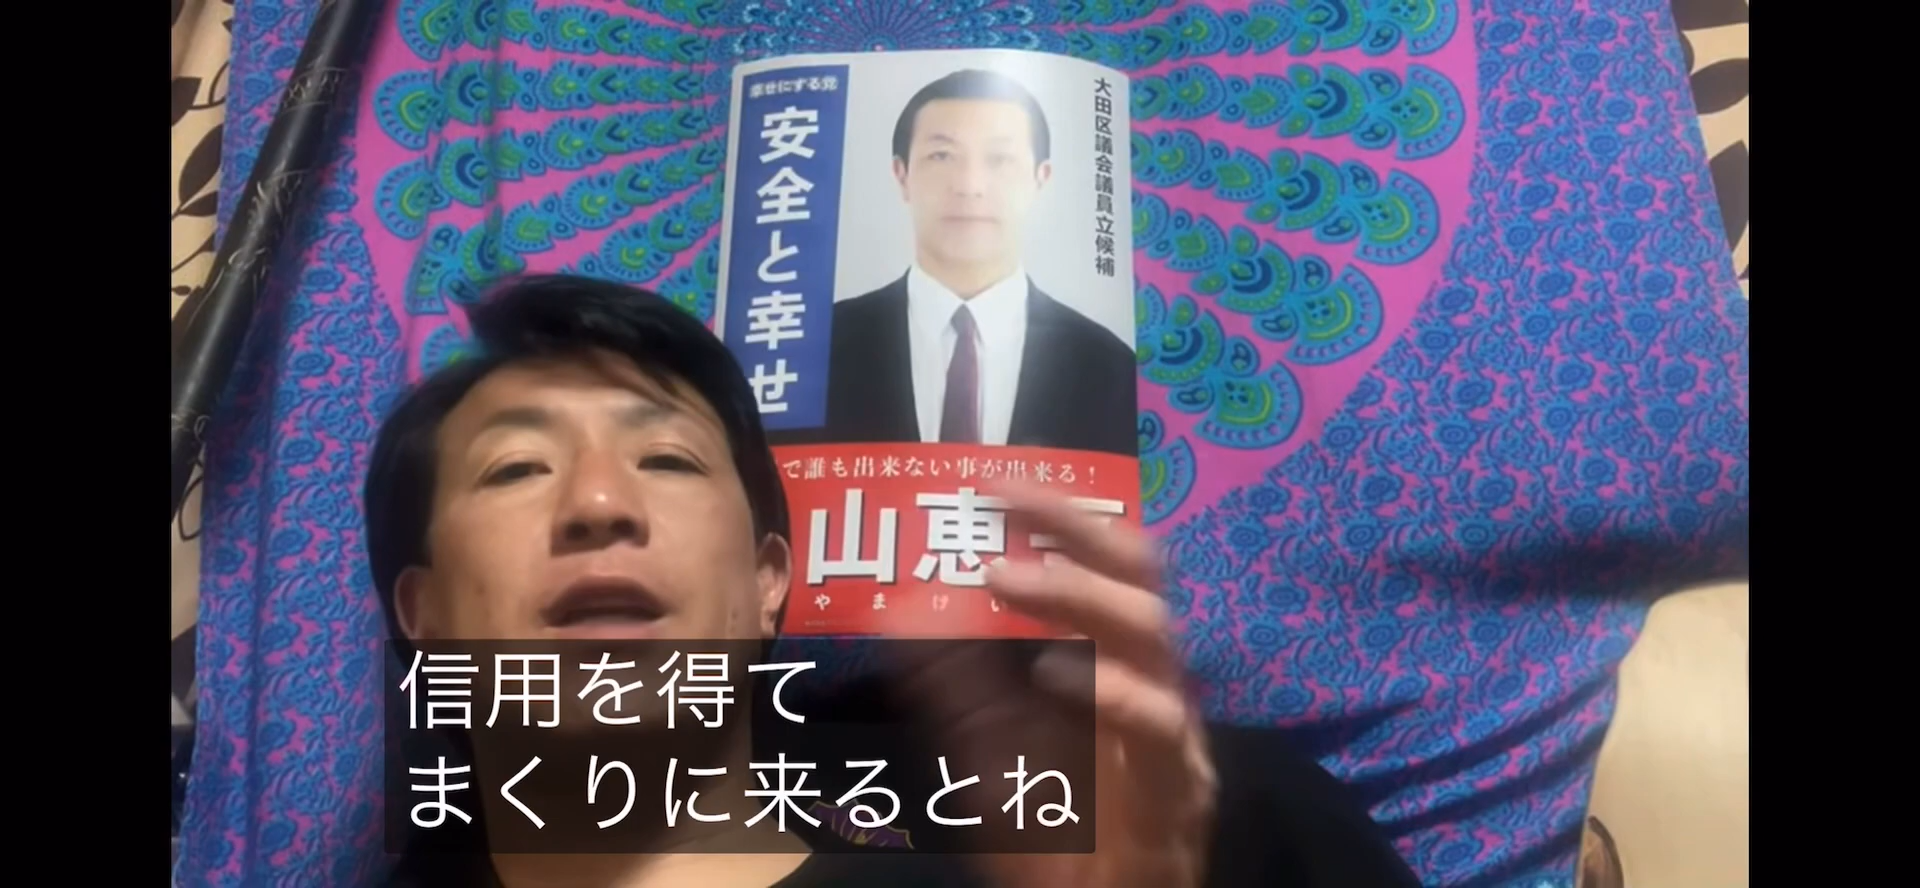 幸せにする党
安全と幸せ
大田区議会議員立候補
で誰も出来ない事が出来る！
山恵
やまけい
信用を得て
まくりに来るとね